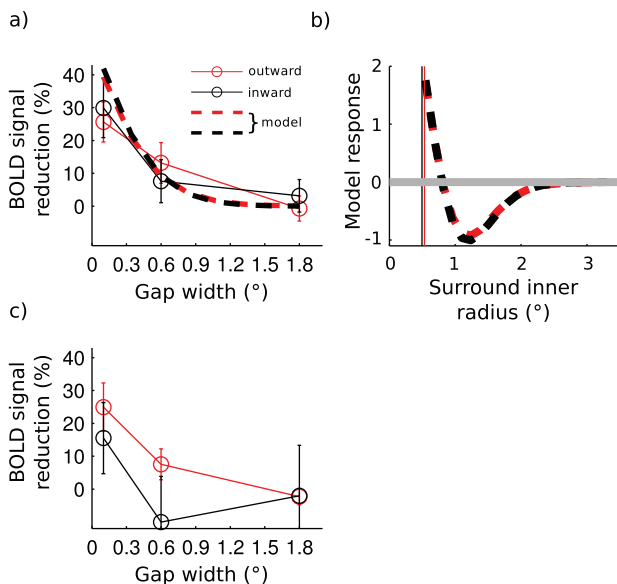 a)
BOLD signal
reduction (%)
40
30
20
10
0
0 0.3 0.6 0.9 1.2 1.5 1.8
Gap width (°)
outward
inward
} model
b)
Model response
2
1
0
-1
0 1 2 3
Surround inner
radius (°)
c)
BOLD signal
reduction (%)
40
30
20
10
0
0 0.3 0.6 0.9 1.2 1.5 1.8
Gap width (°)